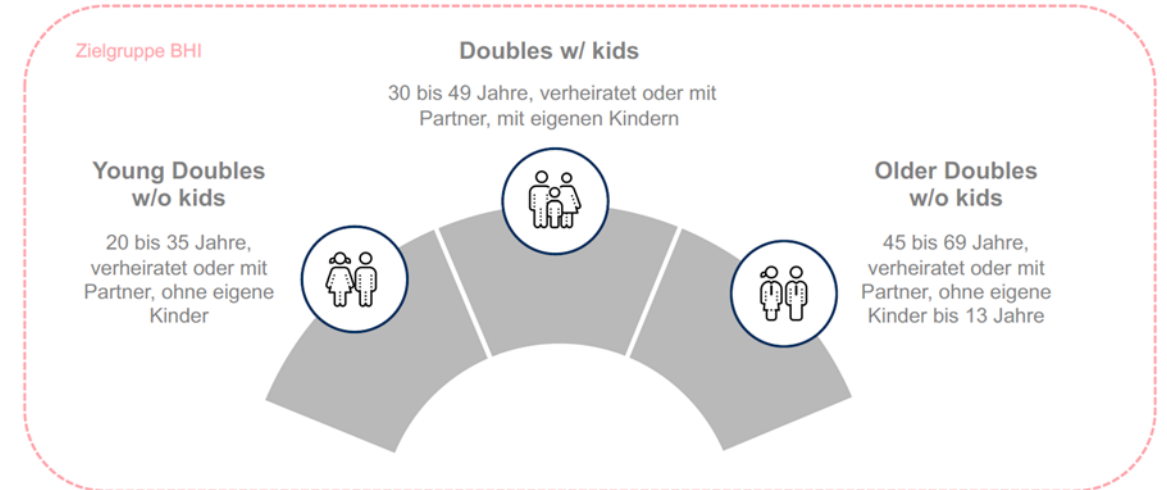 Zielgruppe BHI
Doubles w/ kids
30 bis 49 Jahre, verheiratet oder mit
Partner, mit eigenen Kindern
Young Doubles
w/o kids
20 bis 35 Jahre,
verheiratet oder mit
Partner, ohne eigene
Kinder
Older Doubles
w/o kids
45 bis 69 Jahre,
verheiratet oder mit
Partner, ohne eigene
Kinder bis 13 Jahre